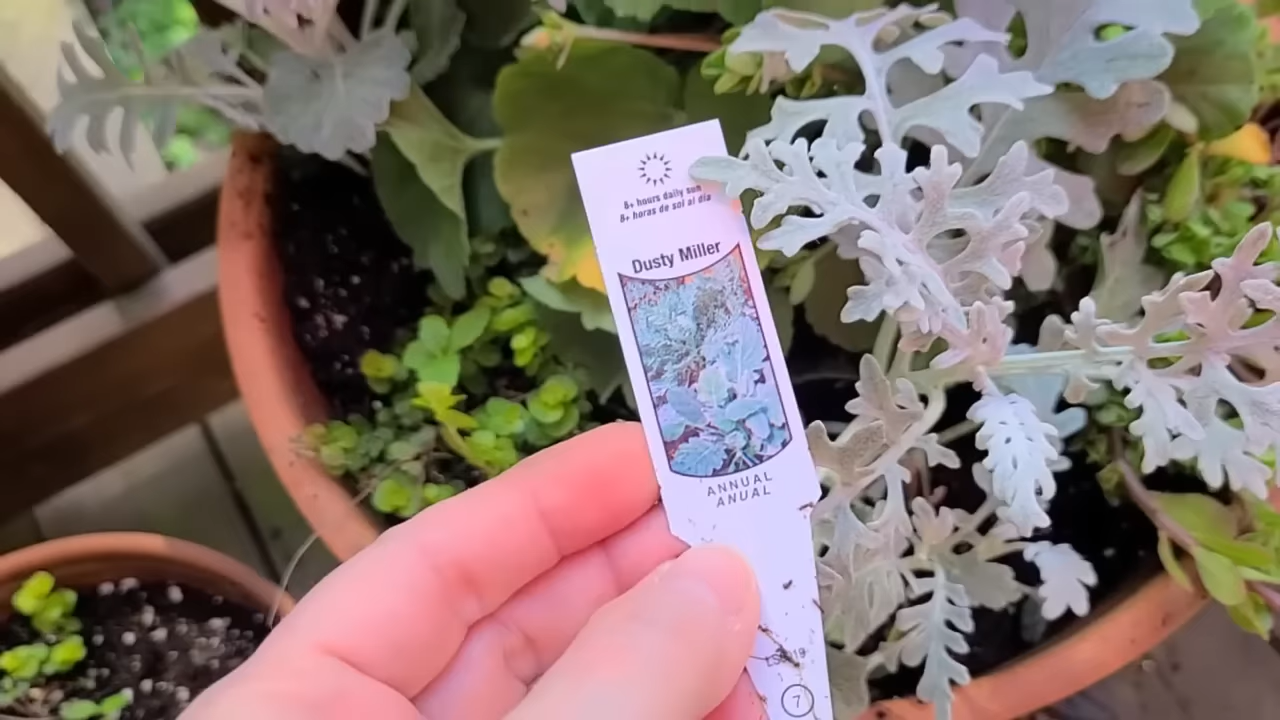 8+ hours daily sun
8+ horas de sol al día
Dusty Miller
ANNUAL
ANUAL
7